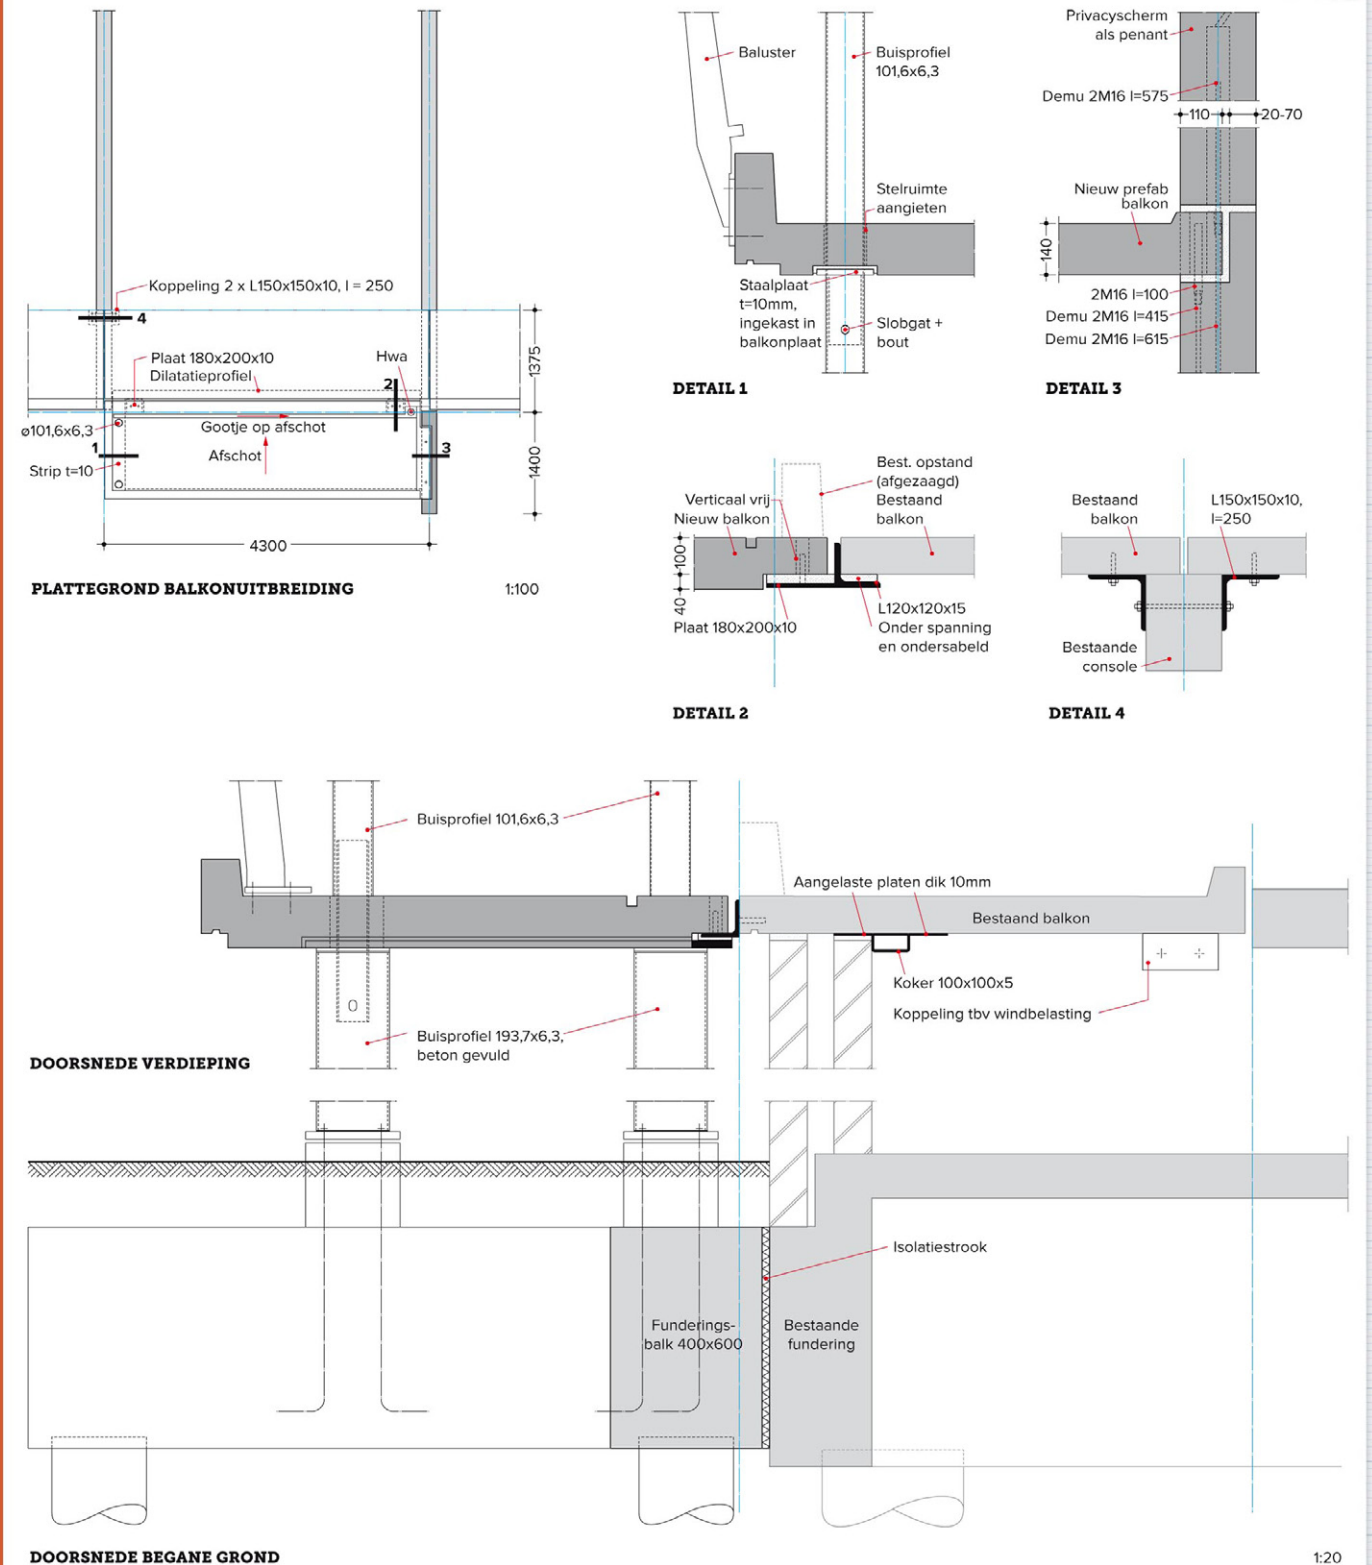 Koppeling 2 x L150x150x10, l = 250
4
Plaat 180x200x10
Dilatatieprofiel
Hwa
2
1375
ø101,6x6,3
Gootje op afschot
1
Afschot
3
Strip t=10
1400
4300
PLATTEGROND BALKONUITBREIDING
1:100
Baluster
Buisprofiel
101,6x6,3
Stelruimte
aangieten
Staalplaat
t=10mm,
ingekast in
balkonplaat
Slobgat +
bout
DETAIL 1
Privacyscherm
als penant
Demu 2M16 l=575
110
20-70
Nieuw prefab
balkon
140
2M16 l=100
Demu 2M16 l=415
Demu 2M16 l=615
DETAIL 3
Best. opstand
(afgezaagd)
Verticaal vrij
Nieuw balkon
Bestaand
balkon
100
40
Plaat 180x200x10
L120x120x15
Onder spanning
en ondersabeld
DETAIL 2
Bestaand
balkon
L150x150x10,
l=250
Bestaande
console
DETAIL 4
Buisprofiel 101,6x6,3
Aangelaste platen dik 10mm
Bestaand balkon
Koker 100x100x5
Koppeling tbv windbelasting
Buisprofiel 193,7x6,3,
beton gevuld
DOORSNEDE VERDIEPING
Isolatiestrook
Funderings-
balk 400x600
Bestaande
fundering
DOORSNEDE BEGANE GROND
1:20